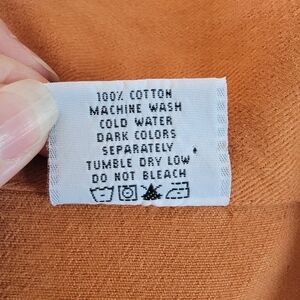 100% COTTON
MACHINE WASH
COLD WATER
DARK COLORS
SEPARATELY
TUMBLE DRY LOW
DO NOT BLEACH